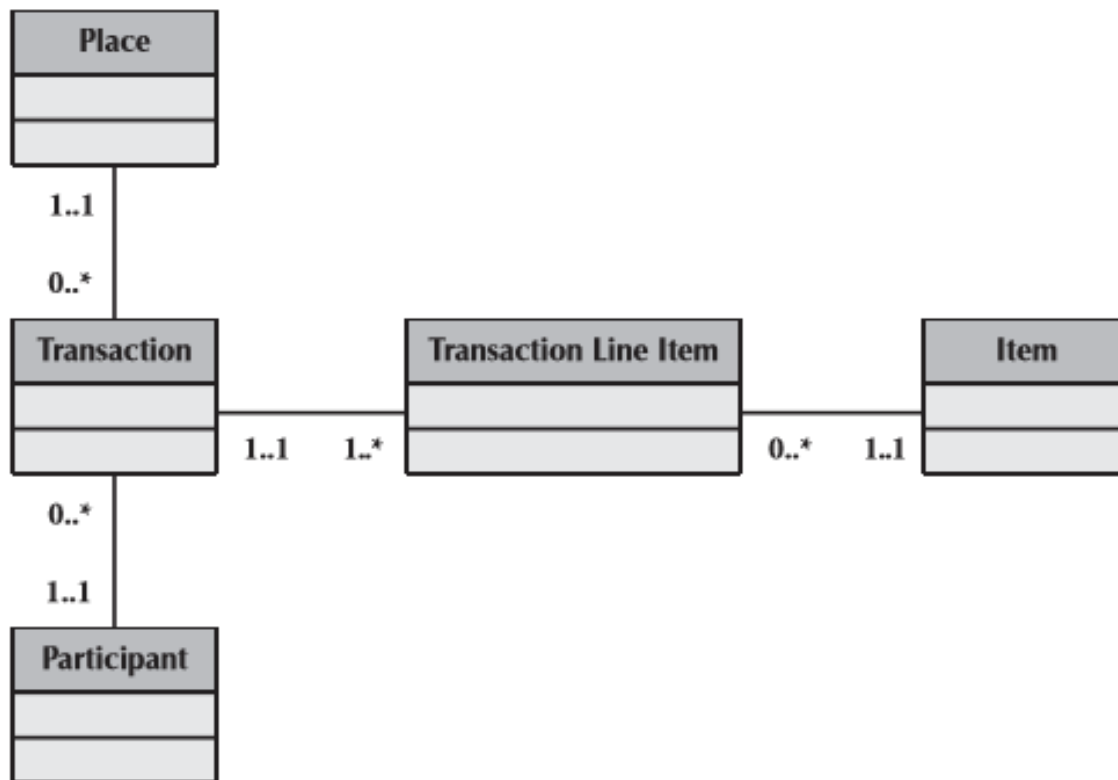 Place
1..1
0..*
Transaction
Transaction Line Item
Item
1..1
1..*
0..*
1..1
0..*
1..1
Participant